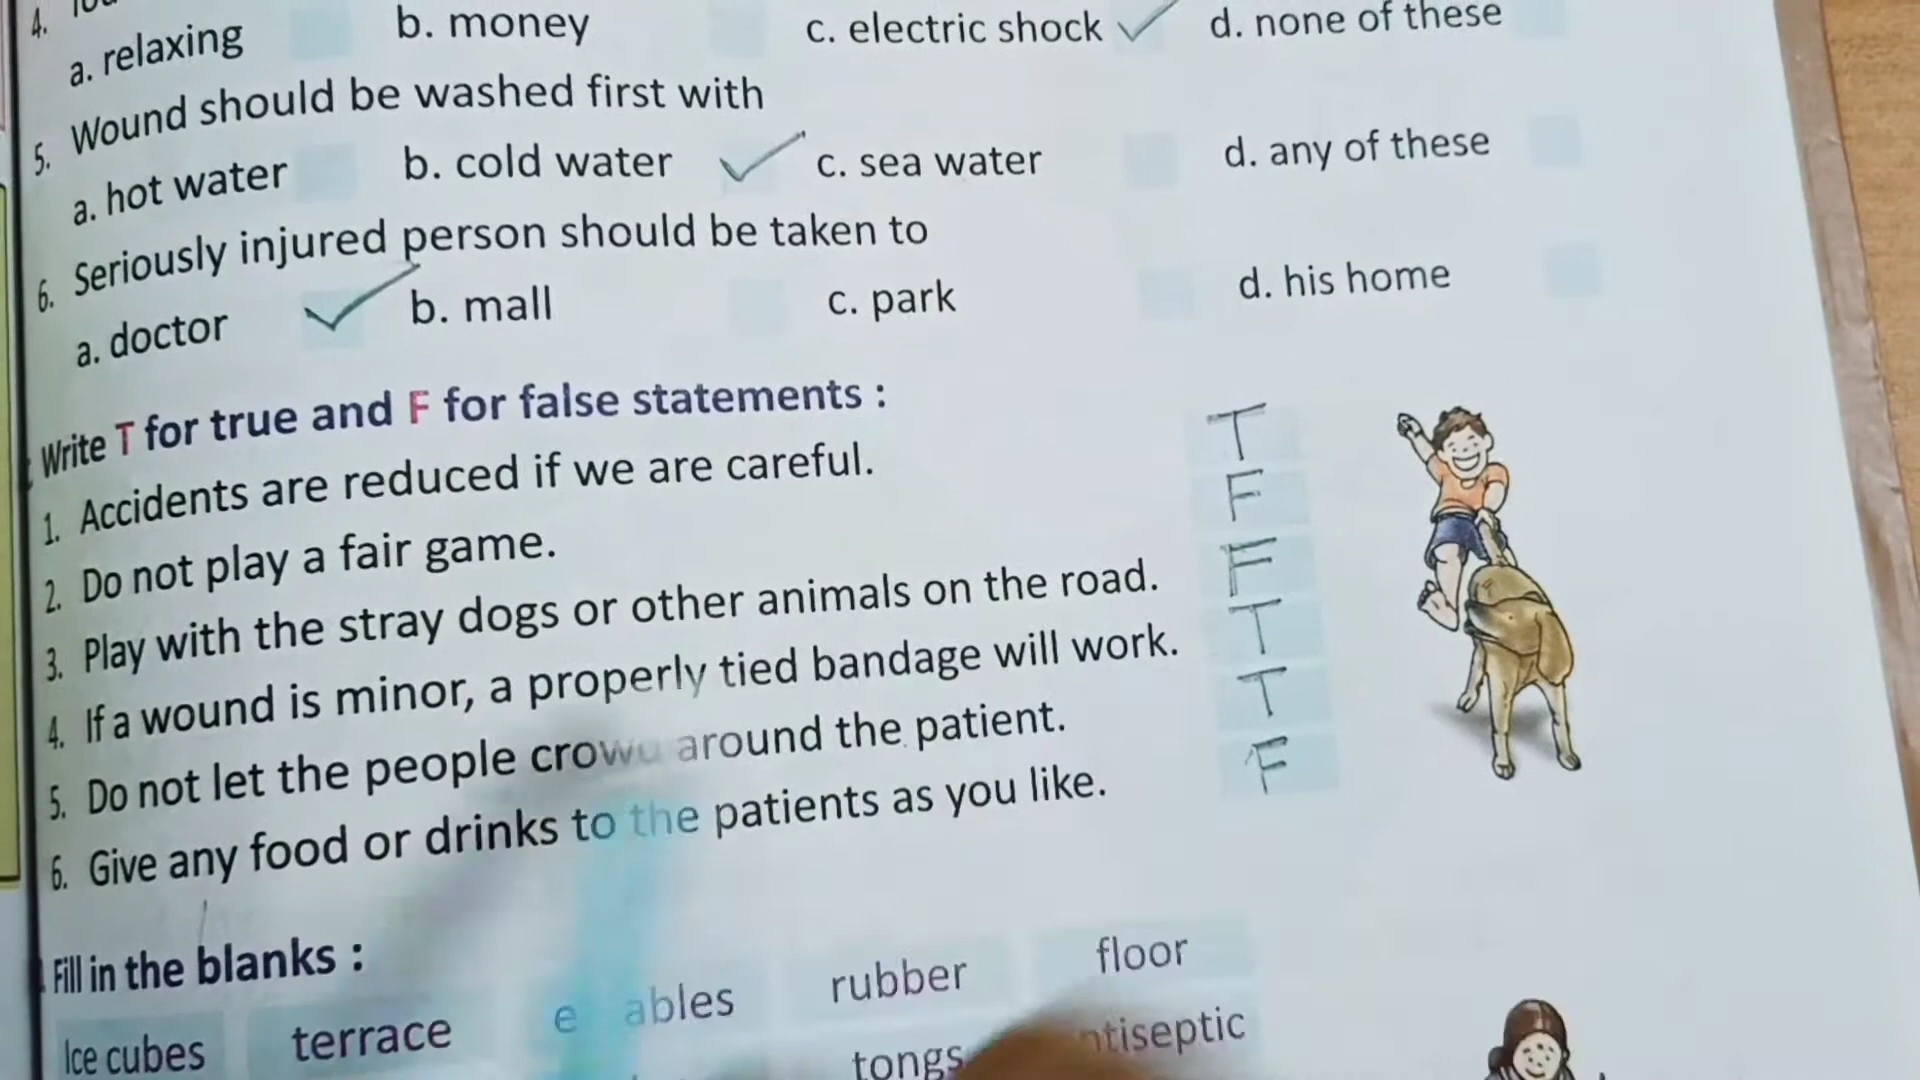 4.
a. relaxing b. money c. electric shock ✓ d. none of these
5. Wound should be washed first with
a. hot water b. cold water ✓ c. sea water d. any of these
6. Seriously injured person should be taken to
a. doctor ✓ b. mall c. park d. his home
Write T for true and F for false statements :
1. Accidents are reduced if we are careful. T
2. Do not play a fair game. F
3. Play with the stray dogs or other animals on the road. F
4. If a wound is minor, a properly tied bandage will work. T
5. Do not let the people crowd around the patient. T
6. Give any food or drinks to the patients as you like. F
Fill in the blanks :
Ice cubes terrace rubber floor
tongs